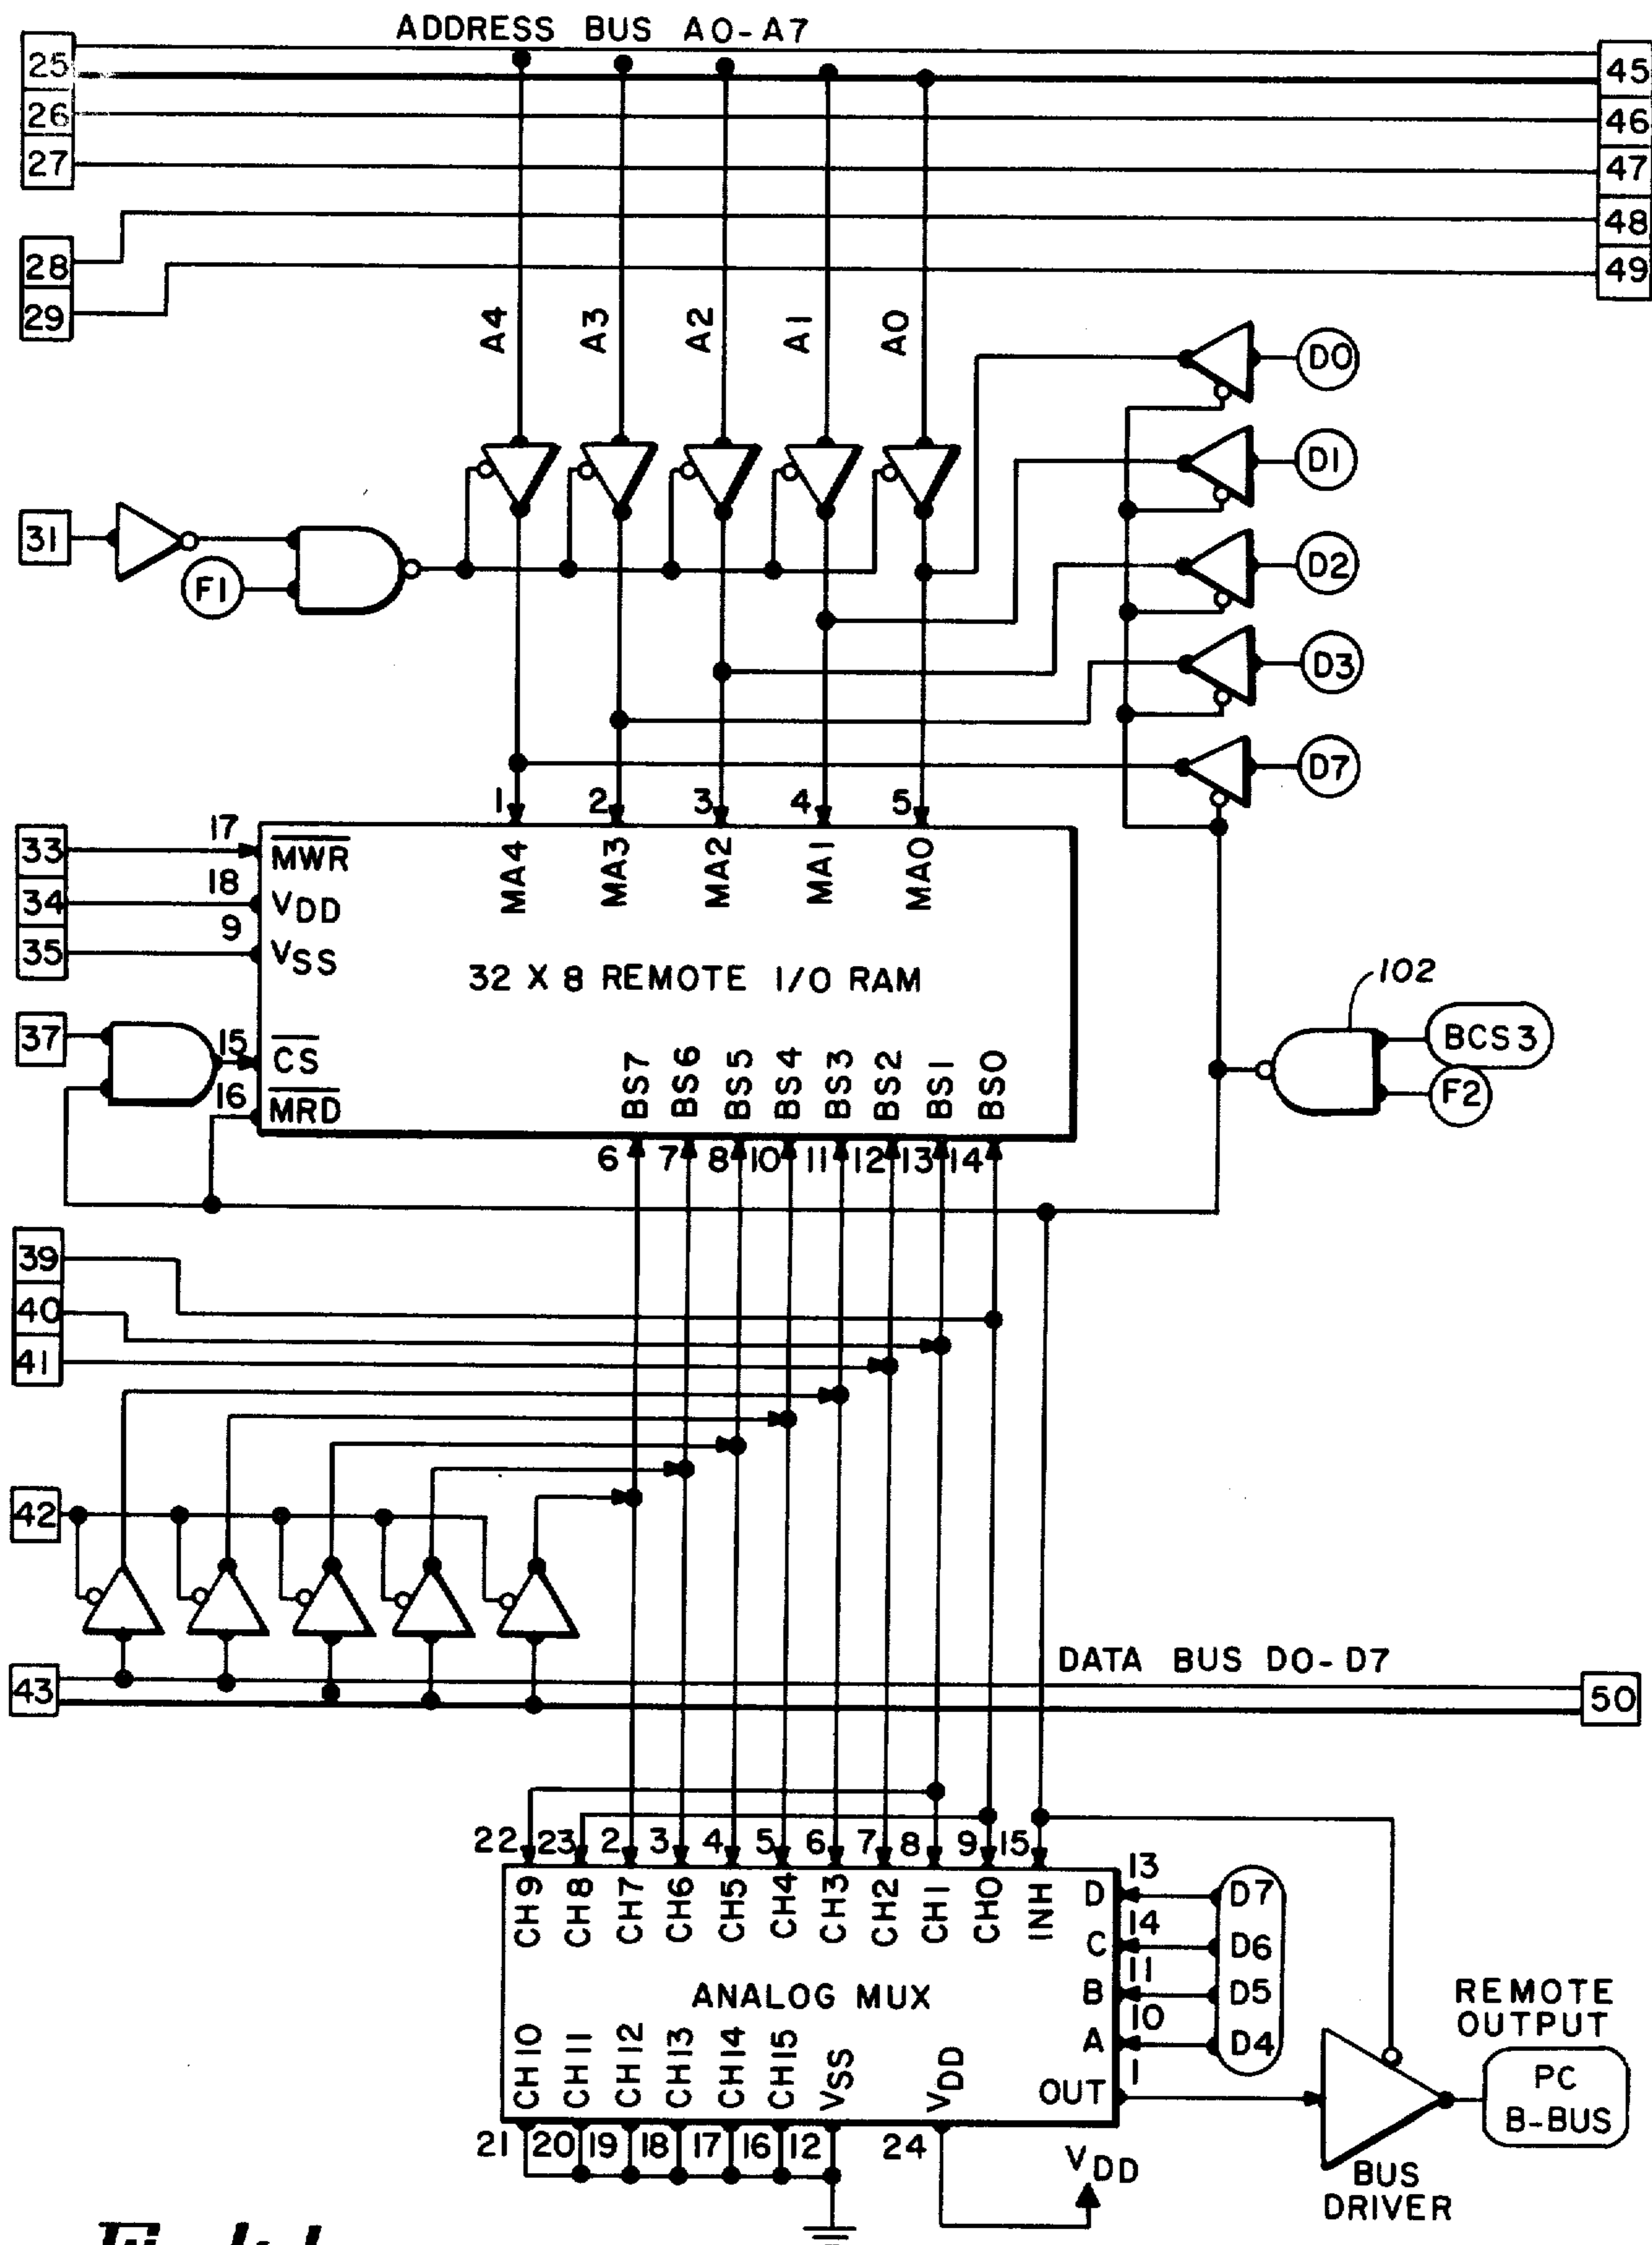 ADDRESS BUS A0-A7
25
45
26
46
27
47
48
28
49
29
A4 A3 A2 A1 A0
D0
D1
31
F1
D2
D3
D7
1 2 3 4 5
33
17 MWR
MA4 MA3 MA2 MA1 MA0
34
18 VDD
35
9 VSS
32 X 8 REMOTE I/O RAM
102
37
15 CS
BCS3
16 MRD
F2
BS7 BS6 BS5 BS4 BS3 BS2 BS1 BS0
6 7 8 10 11 12 13 14
39
40
41
42
DATA BUS D0-D7
43
50
22 23 2 3 4 5 6 7 8 9 15
CH9 CH8 CH7 CH6 CH5 CH4 CH3 CH2 CH1 CH0 INH
D 13 D7
C 14 D6
B 11 D5
A 10 D4
ANALOG MUX
OUT 1
CH10 CH11 CH12 CH13 CH14 CH15 VSS VDD
21 20 19 18 17 16 12 24
VDD
REMOTE
OUTPUT
PC
B-BUS
BUS
DRIVER